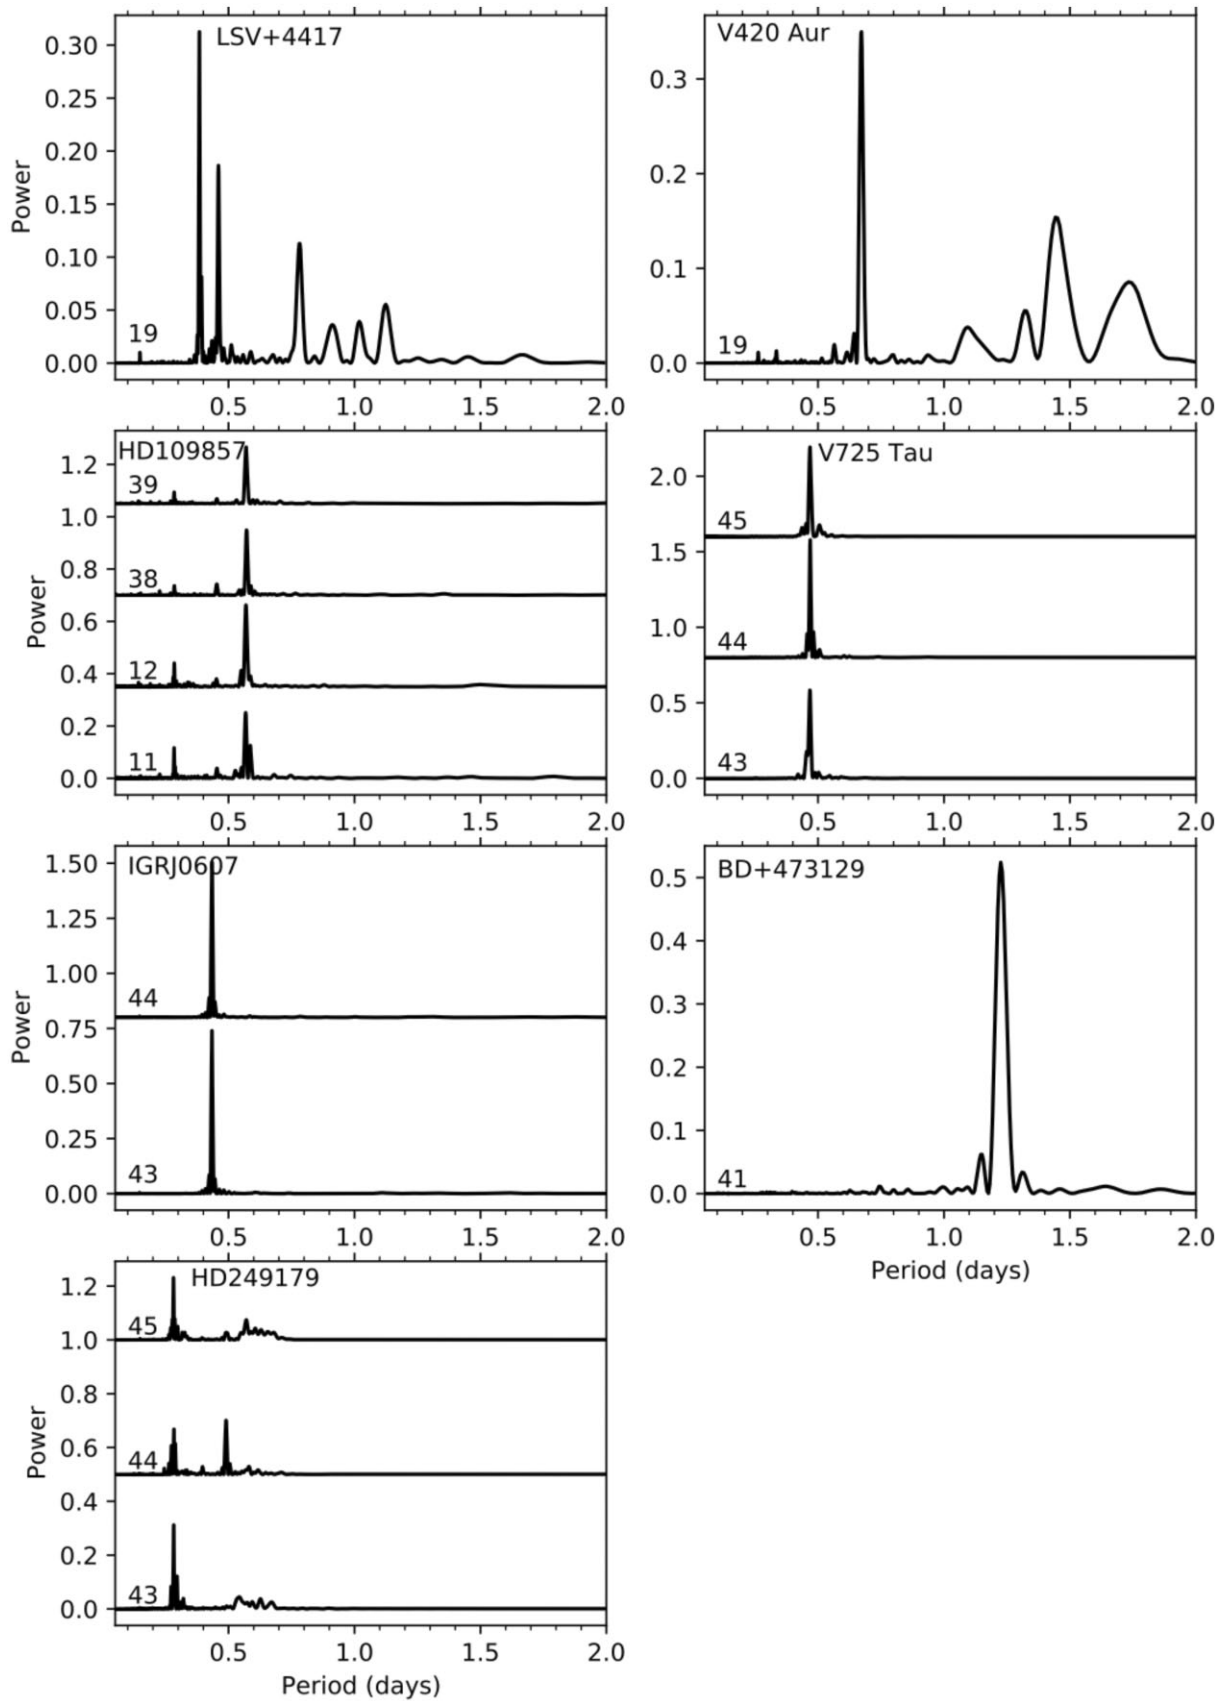 LSV+4417
0.30
0.25
0.20
0.15
0.10
0.05
0.00
Power
19
0.5 1.0 1.5 2.0
V420 Aur
0.3
0.2
0.1
0.0
19
0.5 1.0 1.5 2.0
HD109857
1.2
1.0
0.8
0.6
0.4
0.2
0.0
Power
39
38
12
11
0.5 1.0 1.5 2.0
V725 Tau
2.0
1.5
1.0
0.5
0.0
45
44
43
0.5 1.0 1.5 2.0
IGRJ0607
1.50
1.25
1.00
0.75
0.50
0.25
0.00
Power
44
43
0.5 1.0 1.5 2.0
BD+473129
0.5
0.4
0.3
0.2
0.1
0.0
41
0.5 1.0 1.5 2.0
Period (days)
HD249179
1.2
1.0
0.8
0.6
0.4
0.2
0.0
Power
45
44
43
0.5 1.0 1.5 2.0
Period (days)